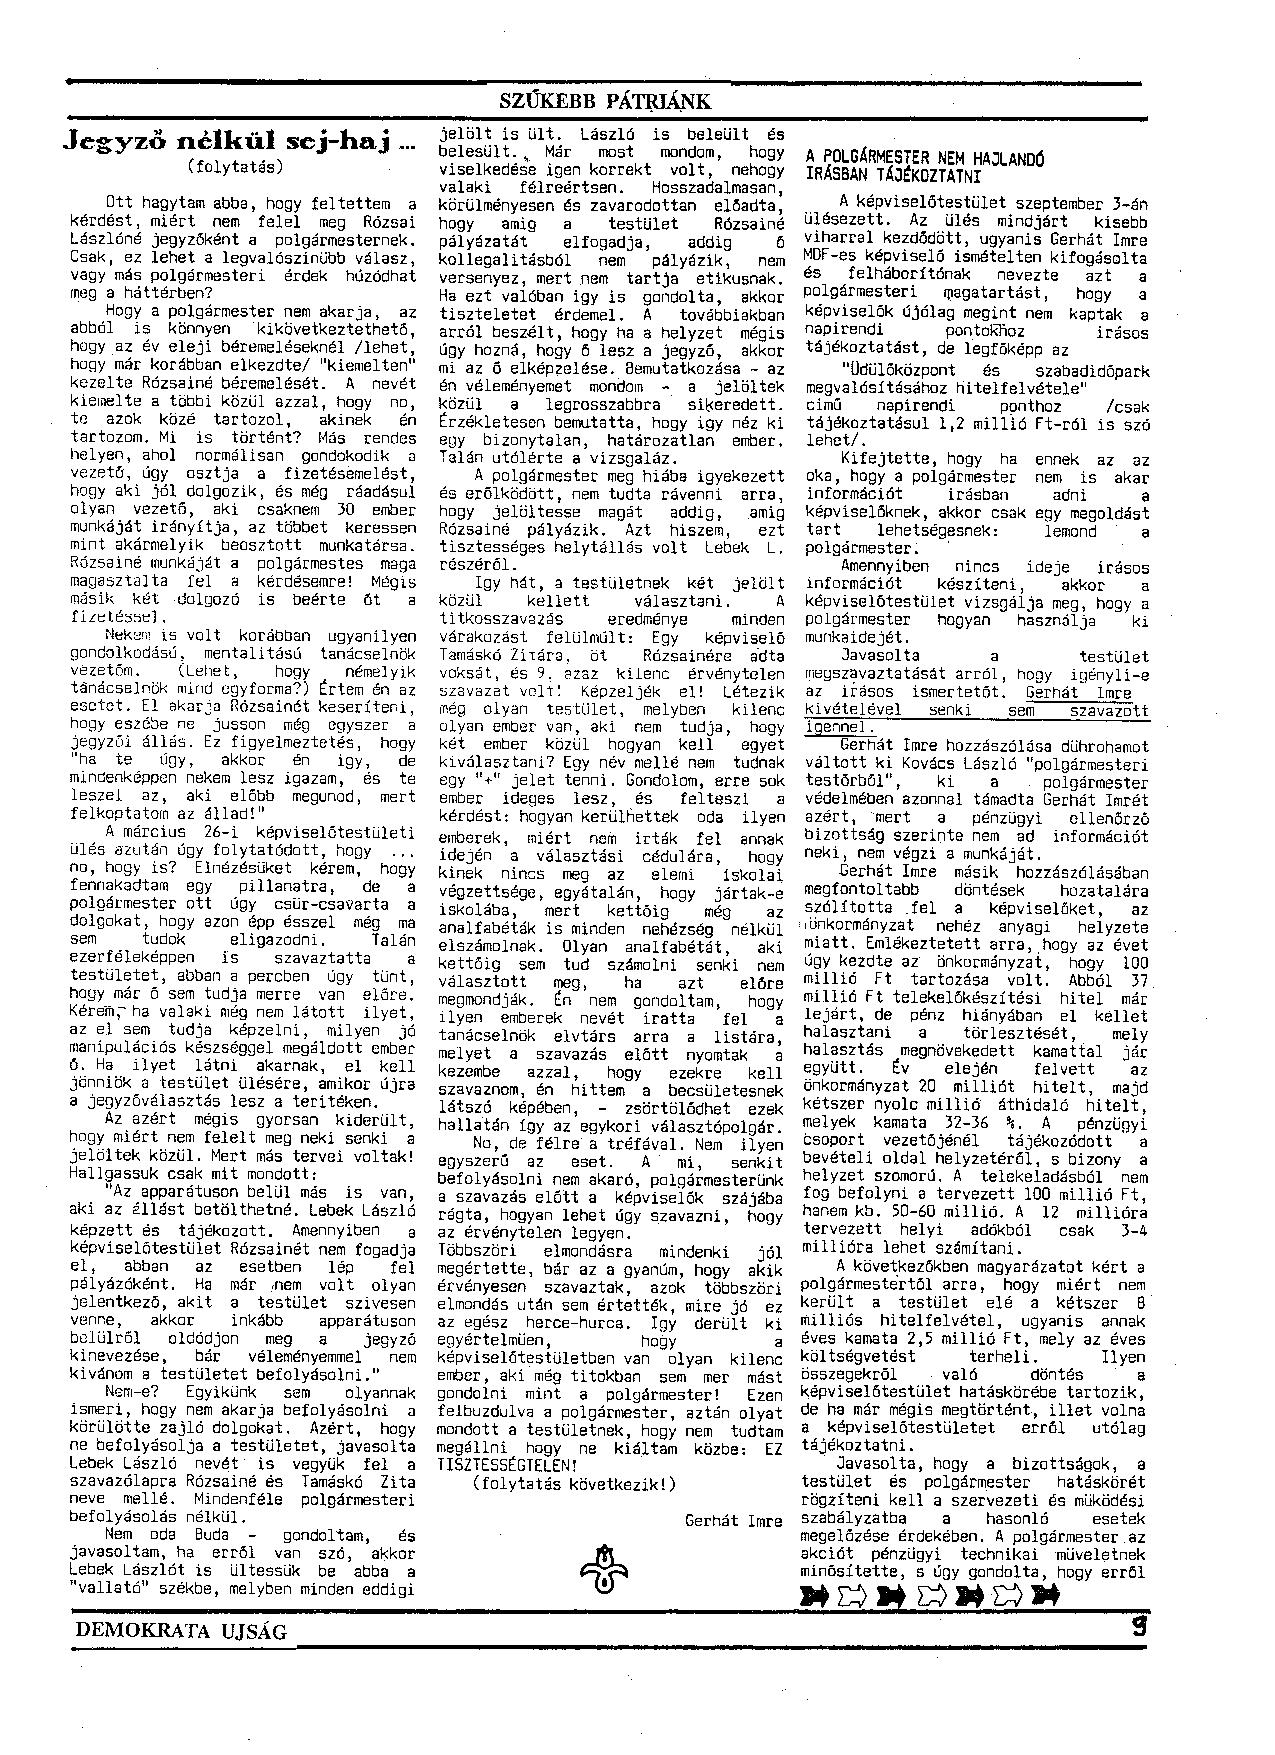 SZŰKEBB PÁTRIÁNK
Jegyző nélkül sej-haj ...
(folytatás)
Ott hagytam abba, hogy feltettem a
kérdést, miért nem felel meg Rózsai
Lászlóné jegyzőként a polgármesternek.
Csak, ez lehet a legvalószinübb válasz,
vagy más polgármesteri érdek húzódhat
meg a háttérben?
Hogy a polgármester nem akarja, az
abból is könnyen kikövetkeztethető,
hogy az év eleji béremeléseknél /lehet,
hogy már korábban elkezdte/ "kiemelten"
kezelte Rózsainé béremelését. A nevét
kiemelte a többi közül azzal, hogy no,
te azok közé tartozol, akinek én
tartozom. Mi is történt? Más rendes
helyen, ahol normálisan gondokodik a
vezető, úgy osztja a fizetésemelést,
hogy aki jól dolgozik, és még ráadásul
olyan vezető, aki csaknem 30 ember
munkáját irányítja, az többet keressen
mint akármelyik beosztott munkatársa.
Rózsainé munkáját a polgármestes maga
magasztalta fel a kérdésemre! Mégis
másik két dolgozó is beérte őt a
fizetéssel.
Nekem is volt korábban ugyanilyen
gondolkodású, mentalitású tanácselnök
vezetőm. (Lehet, hogy némelyik
tanácselnök mind egyforma?) Értem én az
esetet. El akarja Rózsainét keseríteni,
hogy eszébe ne jusson még egyszer a
jegyzői állás. Ez figyelmeztetés, hogy
"ha te úgy, akkor én igy, de
mindenképpen nekem lesz igazam, és te
leszel az, aki előbb megunod, mert
felkoptatom az állad!"
A március 26-i képviselőtestületi
ülés azután úgy folytatódott, hogy ...
no, hogy is? Elnézésüket kérem, hogy
fennakadtam egy pillanatra, de a
polgármester ott úgy csür-csavarta a
dolgokat, hogy azon épp ésszel még ma
sem tudok eligazodni. Talán
ezerféleképpen is szavaztatta a
testületet, abban a percben úgy tünt,
hogy már ő sem tudja merre van előre.
Kérem, ha valaki még nem látott ilyet,
az el sem tudja képzelni, milyen jó
manipulációs készséggel megáldott ember
ő. Ha ilyet látni akarnak, el kell
jönniök a testület ülésére, amikor újra
a jegyzőválasztás lesz a teritéken.
Az azért mégis gyorsan kiderült,
hogy miért nem felelt meg neki senki a
jelöltek közül. Mert más tervei voltak!
Hallgassuk csak mit mondott:
"Az apparátuson belül más is van,
aki az állást betölthetné. Lebek László
képzett és tájékozott. Amennyiben a
képviselőtestület Rózsainét nem fogadja
el, abban az esetben lép fel
pályázóként. Ha már nem volt olyan
jelentkező, akit a testület szivesen
venne, akkor inkább apparátuson
belülről oldódjon meg a jegyző
kinevezése, bár véleményemmel nem
kivánom a testületet befolyásolni."
Nem-e? Egyikünk sem olyannak
ismeri, hogy nem akarja befolyásolni a
körülötte zajló dolgokat. Azért, hogy
ne befolyásolja a testületet, javasolta
Lebek László nevét is vegyük fel a
szavazólapra Rózsainé és Tamáskó Zita
neve mellé. Mindenféle polgármesteri
befolyásolás nélkül.
Nem oda Buda - gondoltam, és
javasoltam, ha erről van szó, akkor
Lebek Lászlót is ültessük be abba a
"vallató" székbe, melyben minden eddigi
jelölt is ült. László is beleült és
belesült. Már most mondom, hogy
viselkedése igen korrekt volt, nehogy
valaki félreértsen. Hosszadalmasan,
körülményesen és zavarodottan előadta,
hogy amig a testület Rózsainé
pályázatát elfogadja, addig ő
kollegalitásból nem pályázik, nem
versenyez, mert nem tartja etikusnak.
Ha ezt valóban igy is gondolta, akkor
tiszteletet érdemel. A továbbiakban
arról beszélt, hogy ha a helyzet mégis
úgy hozná, hogy ő lesz a jegyző, akkor
mi az ő elképzelése. Bemutatkozása - az
én véleményemet mondom - a jelöltek
közül a legrosszabbra sikeredett.
Érzékletesen bemutatta, hogy igy néz ki
egy bizonytalan, határozatlan ember.
Talán utólérte a vizsgaláz.
A polgármester meg hiába igyekezett
és erőlködött, nem tudta rávenni arra,
hogy jelöltesse magát addig, amig
Rózsainé pályázik. Azt hiszem, ezt
tisztességes helytállás volt Lebek L.
részéről.
Igy hát, a testületnek két jelölt
közül kellett választani. A
titkosszavazás eredménye minden
várakozást felülmúlt: Egy képviselő
Tamáskó Zitára, öt Rózsainére adta
voksát, és 9. azaz kilenc érvénytelen
szavazat volt! Képzeljék el! Létezik
még olyan testület, melyben kilenc
olyan ember van, aki nem tudja, hogy
két ember közül hogyan kell egyet
kiválasztani? Egy név mellé nem tudnak
egy "+" jelet tenni. Gondolom, erre sok
ember ideges lesz, és felteszi a
kérdést: hogyan kerülhettek oda ilyen
emberek, miért nem irták fel annak
idején a választási cédulára, hogy
kinek nincs meg az elemi iskolai
végzettsége, egyátalán, hogy jártak-e
iskolába, mert kettőig még az
analfabéták is minden nehézség nélkül
elszámolnak. Olyan analfabétát, aki
kettőig sem tud számolni senki nem
választott meg, ha azt előre
megmondják. Én nem gondoltam, hogy
ilyen emberek nevét iratta fel a
tanácselnök elvtárs arra a listára,
melyet a szavazás előtt nyomtak a
kezembe azzal, hogy ezekre kell
szavaznom, én hittem a becsületesnek
látszó képében, - zsörtölődhet ezek
hallatán így az egykori választópolgár.
No, de félre a tréfával. Nem ilyen
egyszerű az eset. A mi, senkit
befolyásolni nem akaró, polgármesterünk
a szavazás előtt a képviselők szájába
rágta, hogyan lehet úgy szavazni, hogy
az érvénytelen legyen.
Többszöri elmondásra mindenki jól
megértette, bár az a gyanúm, hogy akik
érvényesen szavaztak, azok többszöri
elmondás után sem értették, mire jó ez
az egész herce-hurca. Igy derült ki
egyértelmüen, hogy a
képviselőtestületben van olyan kilenc
ember, aki még titokban sem mer mást
gondolni mint a polgármester! Ezen
felbuzdulva a polgármester, aztán olyat
mondott a testületnek, hogy nem tudtam
megállni hogy ne kiáltam közbe: EZ
TISZTESSÉGTELEN!
(folytatás következik!)
Gerhát Imre
A POLGÁRMESTER NEM HAJLANDÓ
IRÁSBAN TÁJÉKOZTATNI
A képviselőtestület szeptember 3-án
ülésezett. Az ülés mindjárt kisebb
viharral kezdődött, ugyanis Gerhát Imre
MDF-es képviselő ismételten kifogásolta
és felháborítónak nevezte azt a
polgármesteri magatartást, hogy a
képviselők újólag megint nem kaptak a
napirendi pontokhoz irásos
tájékoztatást, de legfőképp az
"Üdülőközpont és szabadidőpark
megvalósításához hitelfelvétele"
cimű napirendi ponthoz /csak
tájékoztatásul 1,2 millió Ft-ról is szó
lehet/.
Kifejtette, hogy ha ennek az az
oka, hogy a polgármester nem is akar
információt irásban adni a
képviselőknek, akkor csak egy megoldást
tart lehetségesnek: lemond a
polgármester.
Amennyiben nincs ideje irásos
információt készíteni, akkor a
képviselőtestület vizsgálja meg, hogy a
polgármester hogyan használja ki
munkaidejét.
Javasolta a testület
megszavaztatását arról, hogy igényli-e
az irásos ismertetőt. Gerhát Imre
kivételével senki sem szavazott
igennel.
Gerhát Imre hozzászólása dührohamot
váltott ki Kovács László "polgármesteri
testőrből", ki a polgármester
védelmében azonnal támadta Gerhát Imrét
azért, mert a pénzügyi ellenőrző
bizottság szerinte nem ad információt
neki, nem végzi a munkáját.
Gerhát Imre másik hozzászólásában
megfontoltabb döntések hozatalára
szólította fel a képviselőket, az
önkormányzat nehéz anyagi helyzete
miatt. Emlékeztetett arra, hogy az évet
úgy kezdte az önkormányzat, hogy 100
millió Ft tartozása volt. Abból 37
millió Ft telekelőkészítési hitel már
lejárt, de pénz hiányában el kellet
halasztani a törlesztését, mely
halasztás megnövekedett kamattal jár
együtt. Év elején felvett az
önkormányzat 20 milliót hitelt, majd
kétszer nyolc millió áthidaló hitelt,
melyek kamata 32-36 %. A pénzügyi
csoport vezetőjénél tájékozódott a
bevételi oldal helyzetéről, s bizony a
helyzet szomorú. A telekeladásból nem
fog befolyni a tervezett 100 millió Ft,
hanem kb. 50-60 millió. A 12 millióra
tervezett helyi adókból csak 3-4
millióra lehet számítani.
A következőkben magyarázatot kért a
polgármestertől arra, hogy miért nem
került a testület elé a kétszer 8
milliós hitelfelvétel, ugyanis annak
éves kamata 2,5 millió Ft, mely az éves
költségvetést terheli. Ilyen
összegekről való döntés a
képviselőtestület hatáskörébe tartozik,
de ha már mégis megtörtént, illet volna
a képviselőtestületet erről utólag
tájékoztatni.
Javasolta, hogy a bizottságok, a
testület és polgármester hatáskörét
rögzíteni kell a szervezeti és müködési
szabályzatba a hasonló esetek
megelőzése érdekében. A polgármester az
akciót pénzügyi technikai müveletnek
minősítette, s úgy gondolta, hogy erről
DEMOKRATA UJSÁG
9